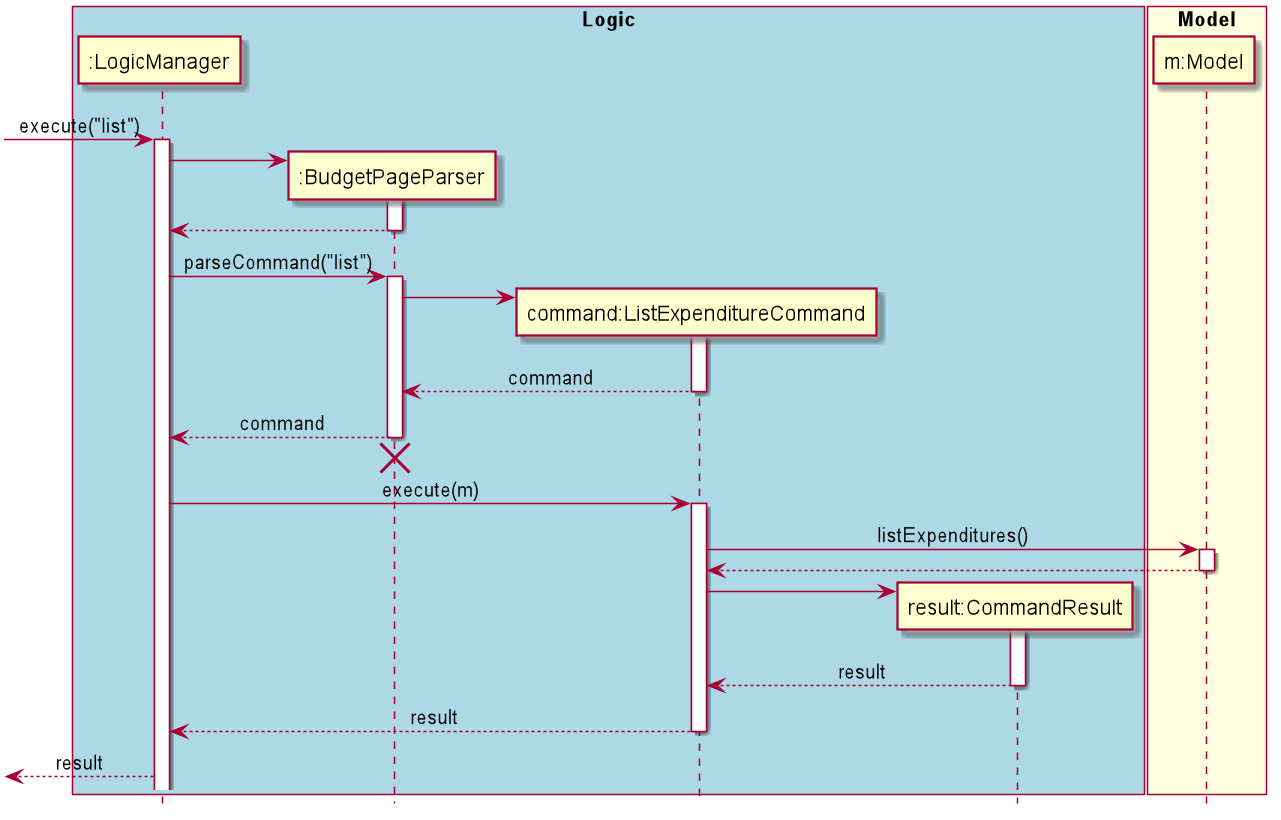 Logic
Model
:LogicManager
m:Model
execute("list")
:BudgetPageParser
parseCommand("list")
command:ListExpenditureCommand
command
command
execute(m)
listExpenditures()
result:CommandResult
result
result
result